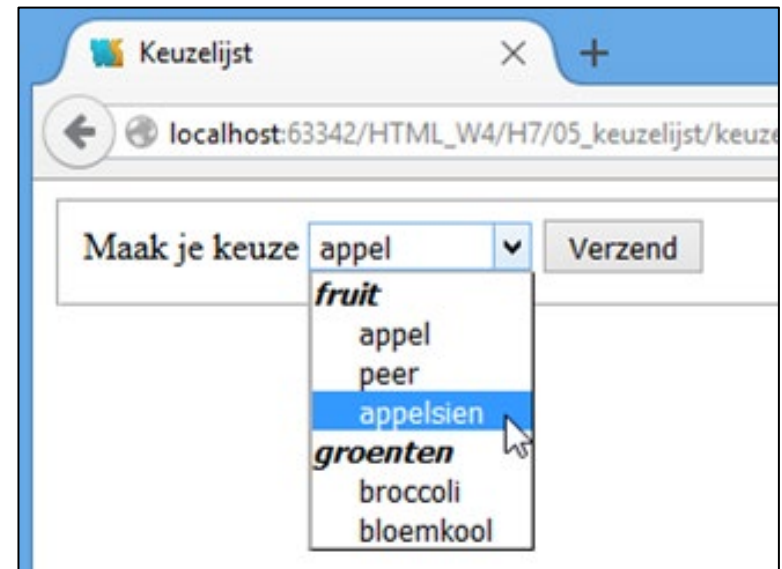 Keuzelijst
localhost:63342/HTML_W4/H7/05_keuzelijst/keuze
Maak je keuze appel Verzend
fruit
appel
peer
appelsien
groenten
broccoli
bloemkool